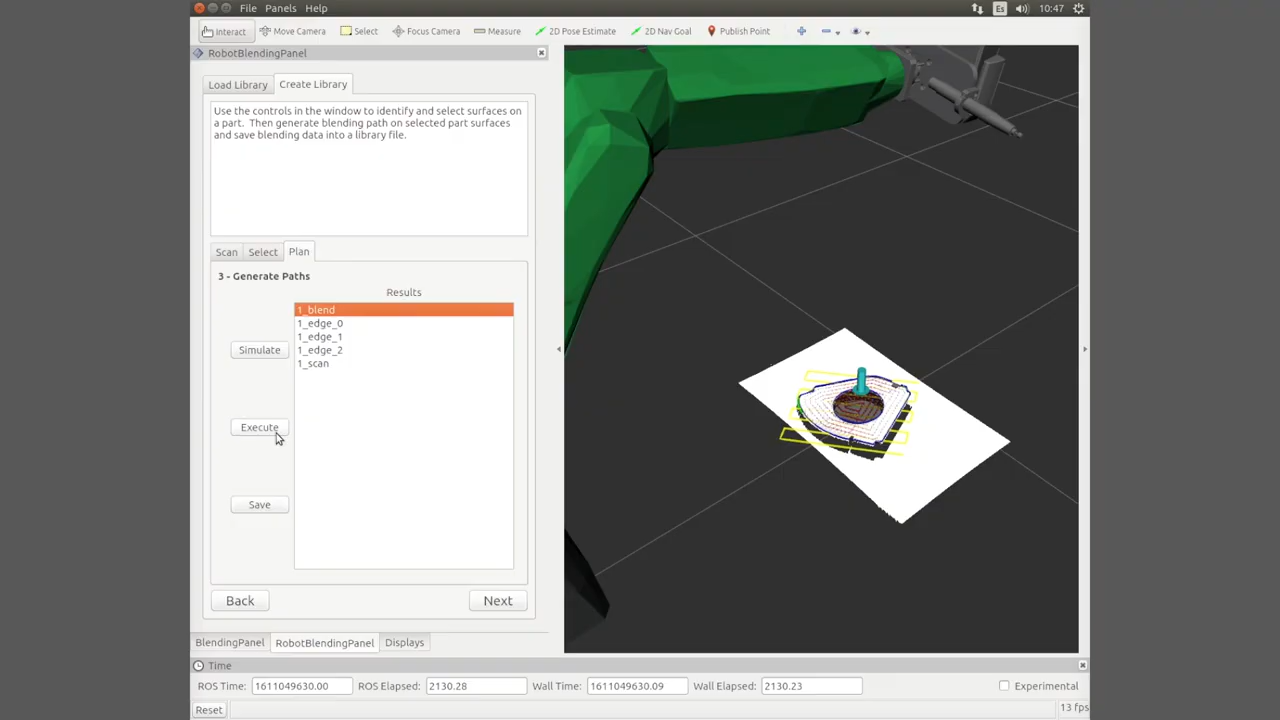 File Panels Help
Es
10:47
Interact Move Camera Select Focus Camera Measure 2D Pose Estimate 2D Nav Goal Publish Point
RobotBlendingPanel
Load Library Create Library
Use the controls in the window to identify and select surfaces on
a part. Then generate blending path on selected part surfaces
and save blending data into a library file.
Scan Select Plan
3 - Generate Paths
Results
1_blend
1_edge_0
1_edge_1
1_edge_2
1_scan
Simulate
Execute
Save
Back Next
BlendingPanel RobotBlendingPanel Displays
Time
ROS Time: 1611049630.00 ROS Elapsed: 2130.28 Wall Time: 1611049630.09 Wall Elapsed: 2130.23 Experimental
Reset
13 fps